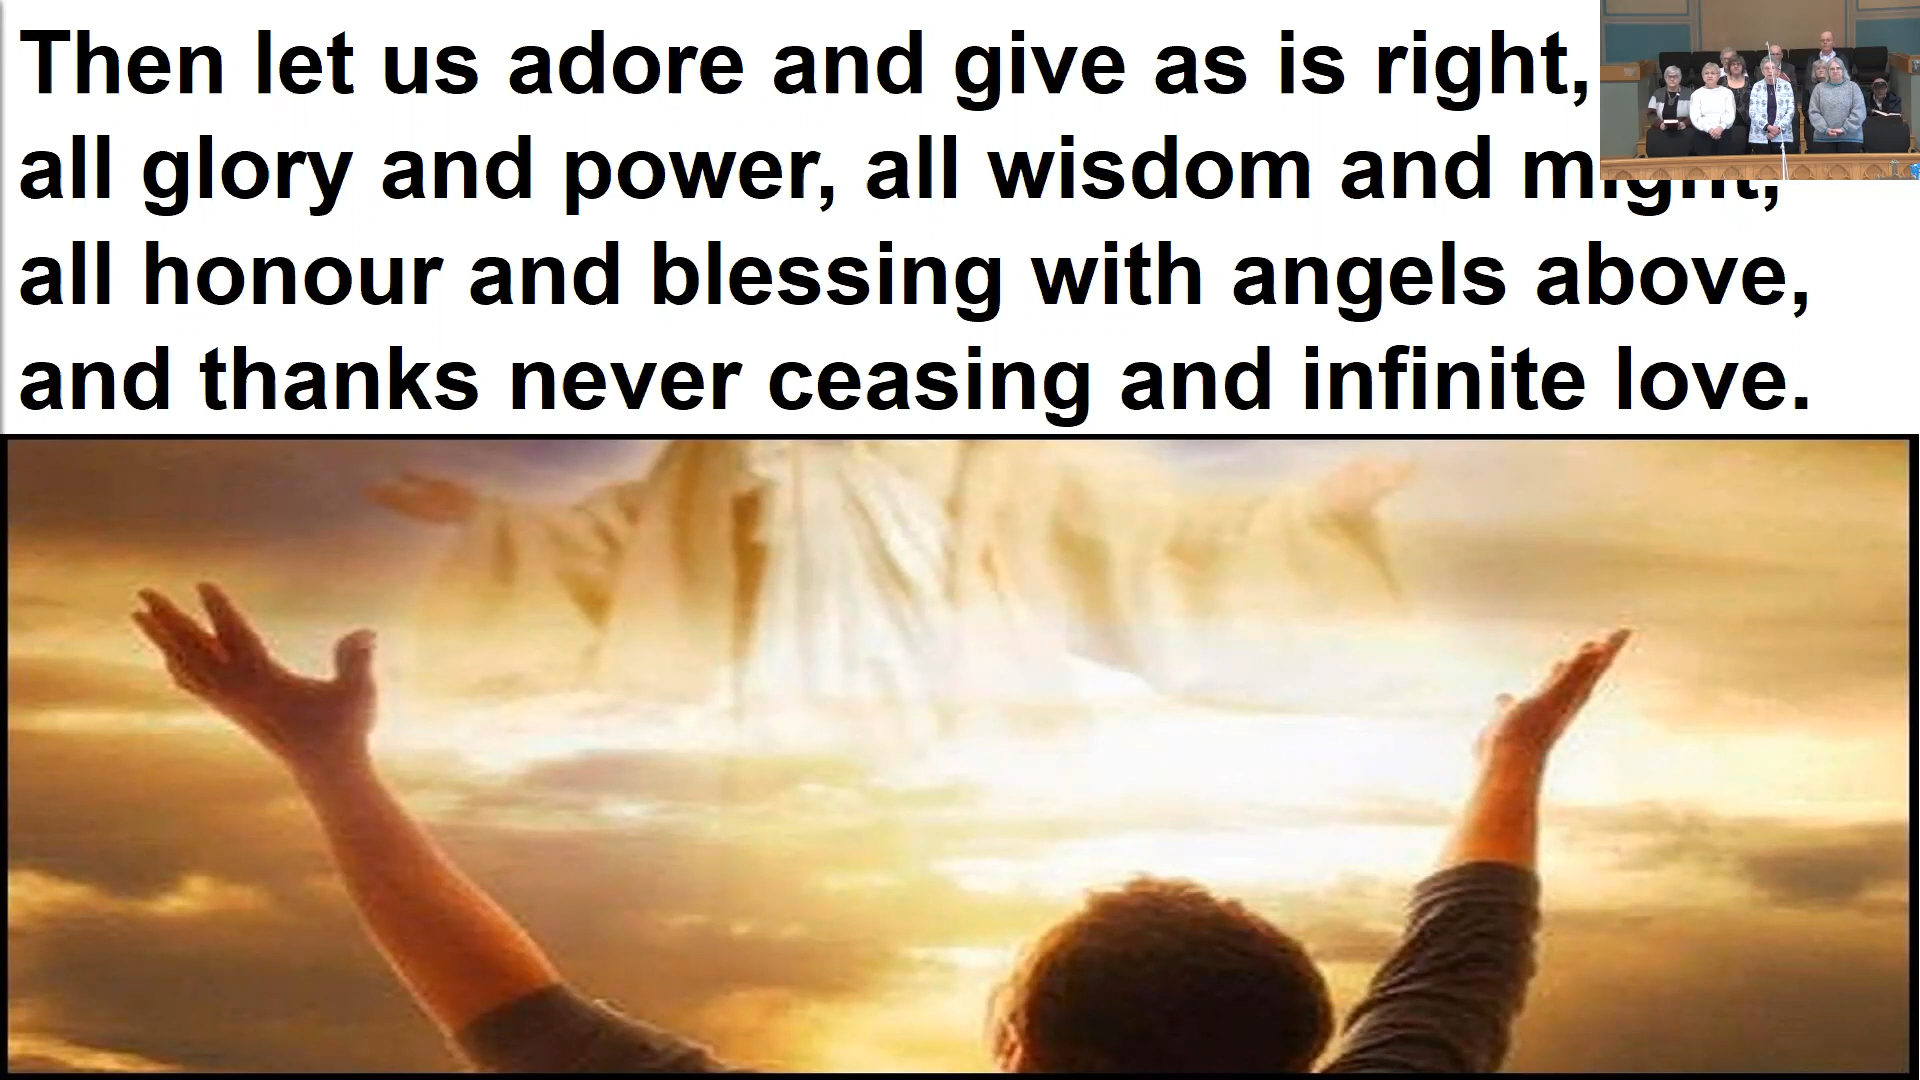 Then let us adore and give as is right,
all glory and power, all wisdom and might,
all honour and blessing with angels above,
and thanks never ceasing and infinite love.